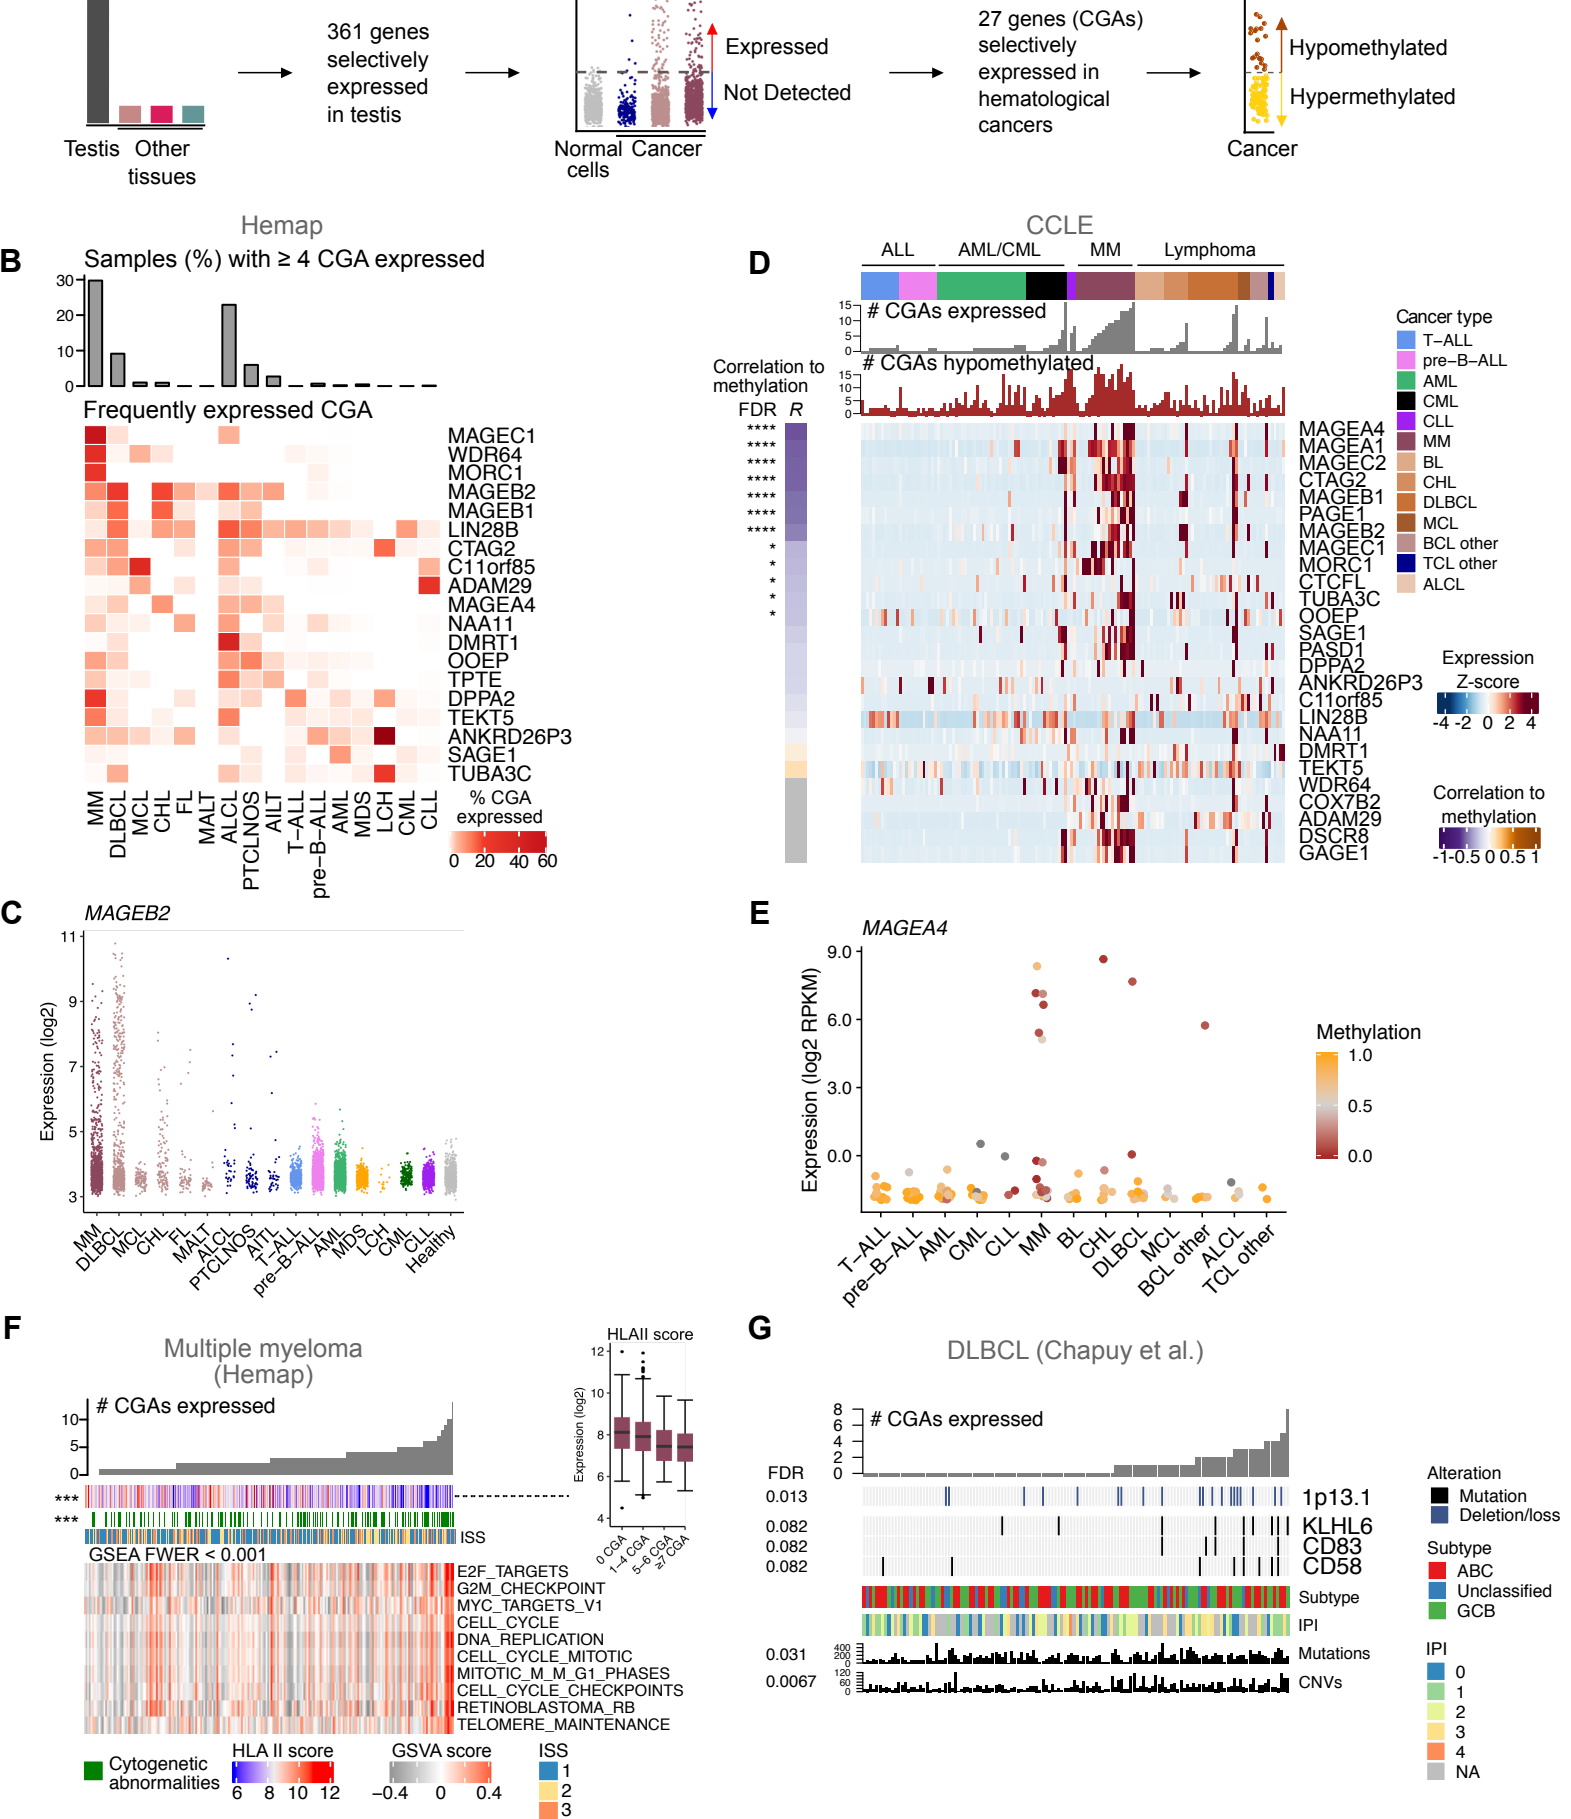 361 genes
selectively
expressed
in testis
Expressed
Not Detected
27 genes (CGAs)
selectively
expressed in
hematological
cancers
Hypomethylated
Hypermethylated
Testis
Other
tissues
Normal
cells
Cancer
Cancer
Hemap
B
Samples (%) with ≥ 4 CGA expressed
30
20
10
0
Frequently expressed CGA
MAGEC1
WDR64
MORC1
MAGEB2
MAGEB1
LIN28B
CTAG2
C11orf85
ADAM29
MAGEA4
NAA11
DMRT1
OOEP
TPTE
DPPA2
TEKT5
ANKRD26P3
SAGE1
TUBA3C
MM
DLBCL
MCL
CHL
FL
MALT
ALCL
PTCLNOS
AILT
T-ALL
pre-B-ALL
AML
MDS
LCH
CML
CLL
% CGA
expressed
0 20 40 60
CCLE
D
ALL
AML/CML
MM
Lymphoma
15
10
5
0
# CGAs expressed
# CGAs hypomethylated
15
10
5
0
Correlation to
methylation
FDR R
****
****
****
****
****
****
****
*
*
*
*
*
MAGEA4
MAGEA1
MAGEC2
CTAG2
MAGEB1
PAGE1
MAGEB2
MAGEC1
MORC1
CTCFL
TUBA3C
OOEP
SAGE1
PASD1
DPPA2
ANKRD26P3
C11orf85
LIN28B
NAA11
DMRT1
TEKT5
WDR64
COX7B2
ADAM29
DSCR8
GAGE1
Cancer type
T-ALL
pre-B-ALL
AML
CML
CLL
MM
BL
CHL
DLBCL
MCL
BCL other
TCL other
ALCL
Expression
Z-score
-4 -2 0 2 4
Correlation to
methylation
-1 -0.5 0 0.5 1
C
MAGEB2
Expression (log2)
11
9
7
5
3
MM
DLBCL
MCL
CHL
FL
MALT
ALCL
PTCLNOS
AITL
T-ALL
pre-B-ALL
AML
MDS
LCH
CML
CLL
Healthy
E
MAGEA4
Expression (log2 RPKM)
9.0
6.0
3.0
0.0
T-ALL
pre-B-ALL
AML
CML
CLL
MM
BL
CHL
DLBCL
MCL
BCL other
ALCL
TCL other
Methylation
1.0
0.5
0.0
F
Multiple myeloma
(Hemap)
# CGAs expressed
10
5
0
***
***
ISS
GSEA FWER < 0.001
E2F_TARGETS
G2M_CHECKPOINT
MYC_TARGETS_V1
CELL_CYCLE
DNA_REPLICATION
CELL_CYCLE_MITOTIC
MITOTIC_M_M_G1_PHASES
CELL_CYCLE_CHECKPOINTS
RETINOBLASTOMA_RB
TELOMERE_MAINTENANCE
Cytogenetic
abnormalities
HLA II score
6 8 10 12
GSVA score
-0.4 0 0.4
ISS
1
2
3
HLAII score
Expression (log2)
12
10
8
6
4
0 CGA
1-4 CGA
5-6 CGA
≥7 CGA
G
DLBCL (Chapuy et al.)
# CGAs expressed
8
6
4
2
0
FDR
0.013
1p13.1
0.082
KLHL6
0.082
CD83
0.082
CD58
Subtype
IPI
0.031
400
200
0
Mutations
0.0067
120
60
0
CNVs
Alteration
Mutation
Deletion/loss
Subtype
ABC
Unclassified
GCB
IPI
0
1
2
3
4
NA